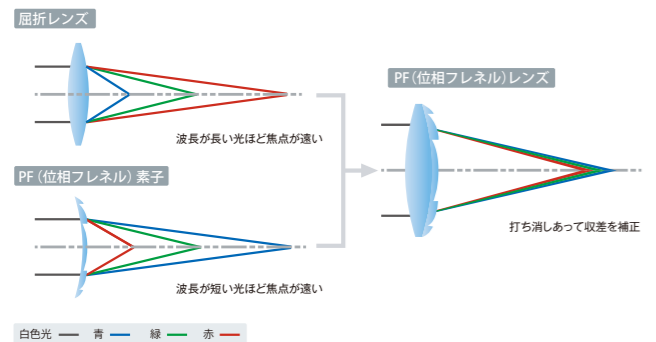 屈折レンズ
波長が長い光ほど焦点が遠い
PF（位相フレネル）レンズ
PF（位相フレネル）素子
打ち消しあって収差を補正
波長が短い光ほど焦点が遠い
白色光 青 緑 赤